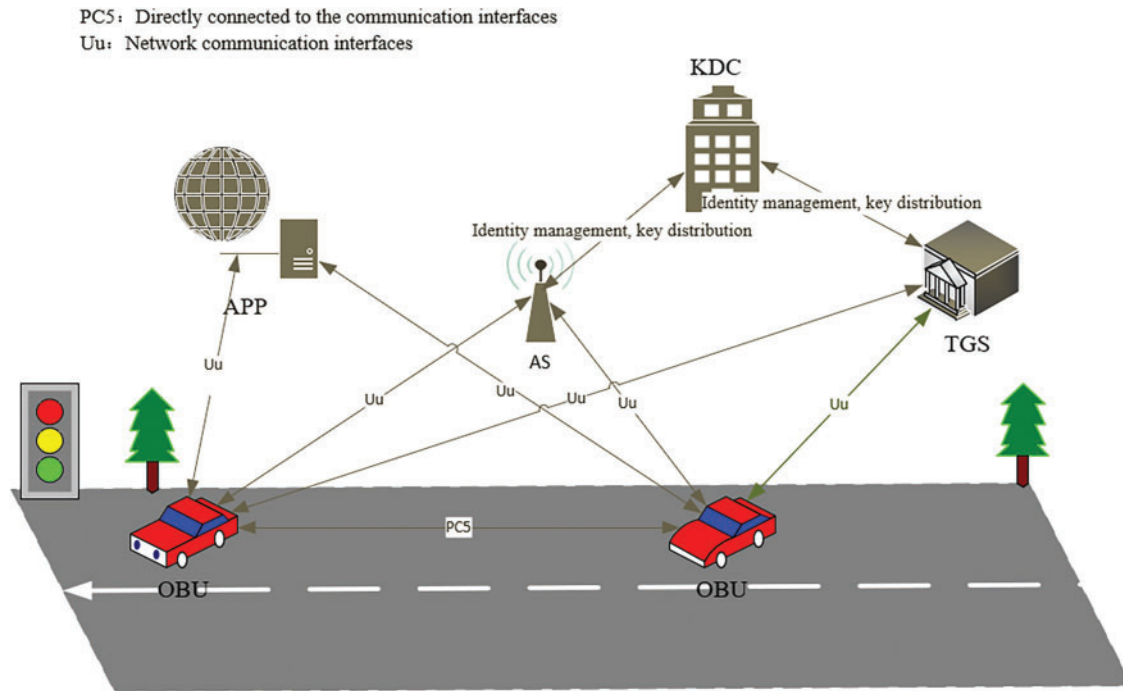 PC5：Directly connected to the communication interfaces
Uu：Network communication interfaces
KDC
Identity management, key distribution
Identity management, key distribution
APP
AS
TGS
Uu
Uu
Uu
Uu
Uu
Uu
PC5
OBU
OBU